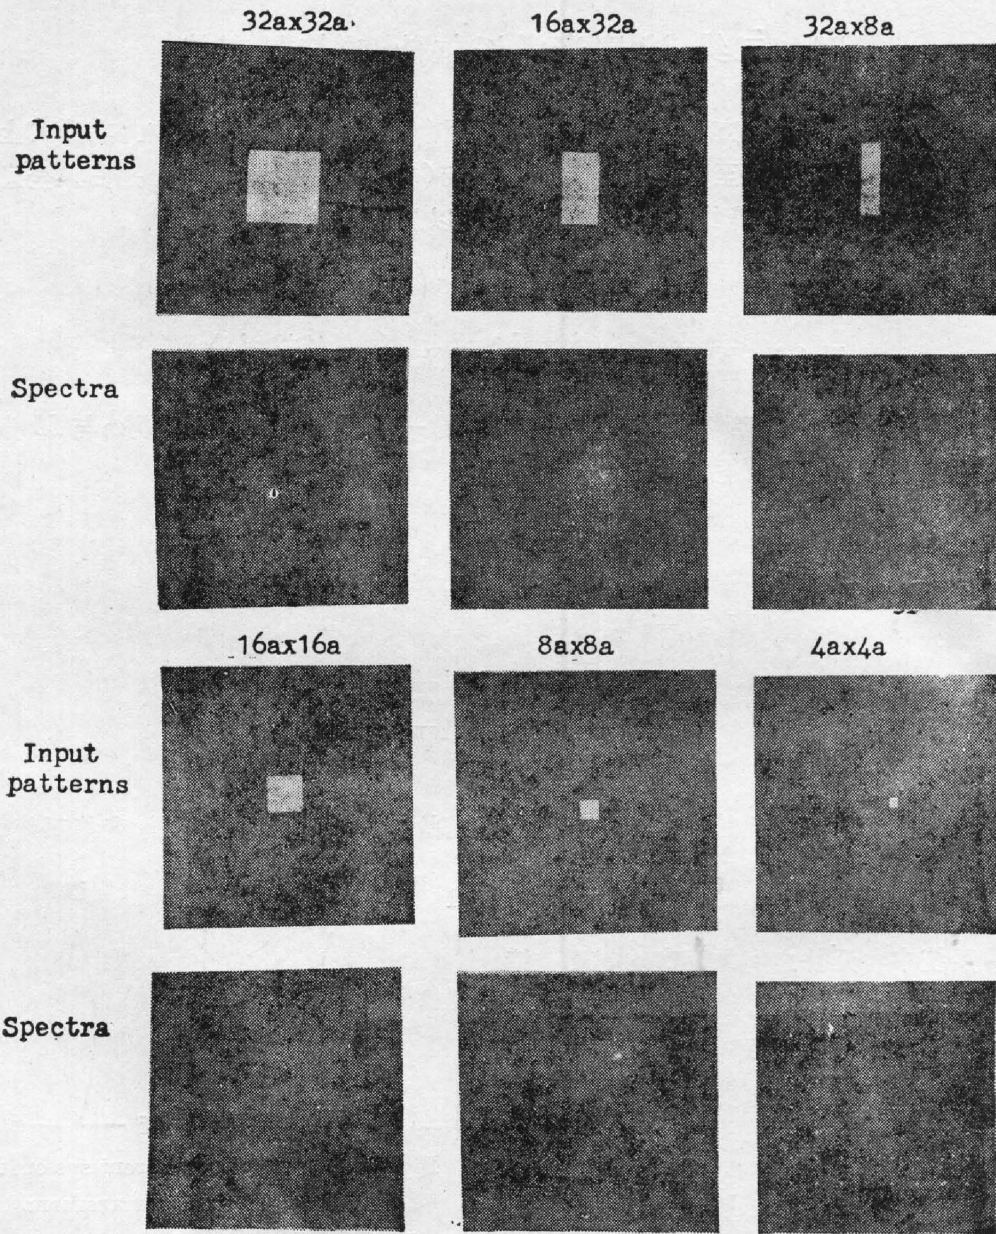 32ax32a
16ax32a
32ax8a
Input
patterns
Spectra
16ax16a
8ax8a
4ax4a
Input
patterns
Spectra